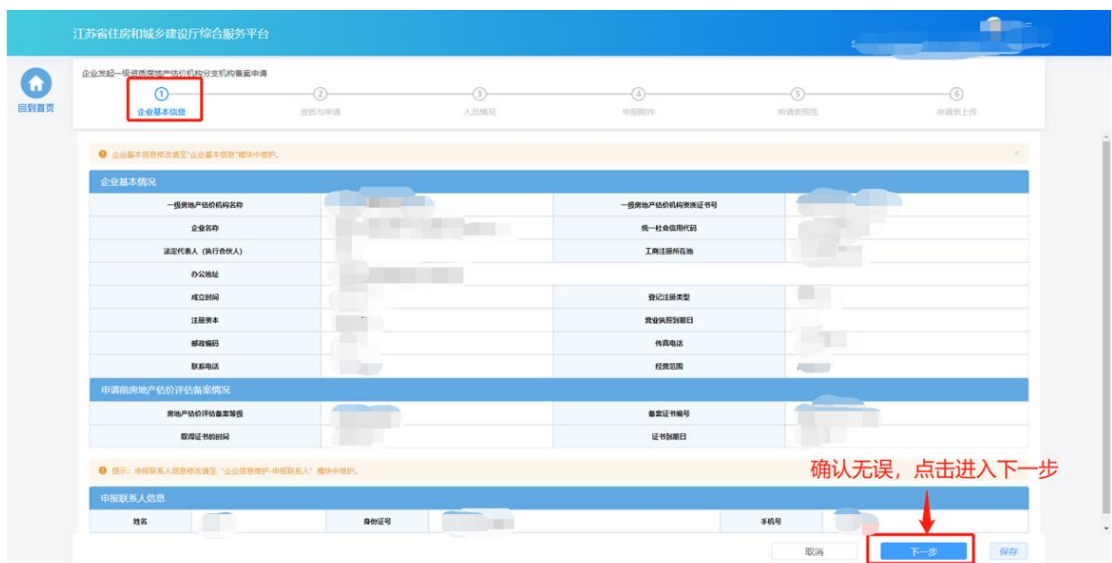 江苏省住房和城乡建设厅综合服务平台
回到首页
企业发起一级资质房地产估价机构分支机构备案申请
1 2 3 4 5 6
企业基本信息 资质与申请 人员情况 申报附件 申请表预览 申请表上传
企业基本信息修改请至"企业基本信息"模块中维护。 ×
企业基本情况
一级房地产估价机构名称 一级房地产估价机构资质证书号
企业名称 统一社会信用代码
法定代表人（执行合伙人） 工商注册所在地
办公地址
成立时间 登记注册类型
注册资本 营业执照到期日
邮政编码 传真电话
联系电话 经营范围
申请前房地产估价评估备案情况
房地产估价评估备案等级 备案证书编号
取得证书的时间 证书到期日
提示：申报联系人信息修改请至 "企业信息维护-申报联系人" 模块中维护。
确认无误，点击进入下一步
申报联系人信息
姓名 身份证号 手机号
取消 下一步 保存